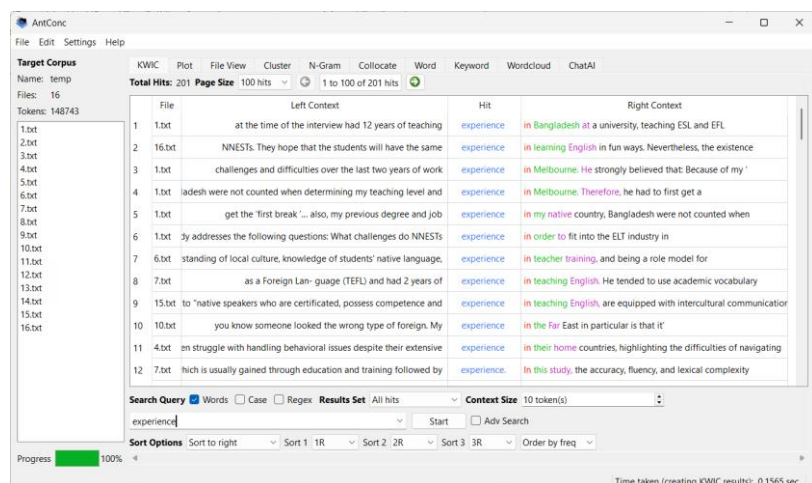 AntConc
File Edit Settings Help
Target Corpus
Name: temp
Files: 16
Tokens: 148743
1.txt
2.txt
3.txt
4.txt
5.txt
6.txt
7.txt
8.txt
9.txt
10.txt
11.txt
12.txt
13.txt
14.txt
15.txt
16.txt
Progress 100%
KWIC Plot File View Cluster N-Gram Collocate Word Keyword Wordcloud ChatAI
Total Hits: 201 Page Size 100 hits 1 to 100 of 201 hits
File Left Context Hit Right Context
1 1.txt at the time of the interview had 12 years of teaching experience in Bangladesh at a university, teaching ESL and EFL
2 16.txt NNESTs. They hope that the students will have the same experience in learning English in fun ways. Nevertheless, the existence
3 1.txt challenges and difficulties over the last two years of work experience in Melbourne. He strongly believed that: Because of my '
4 1.txt ladesh were not counted when determining my teaching level and experience in Melbourne. Therefore, he had to first get a
5 1.txt get the 'first break '... also, my previous degree and job experience in my native country, Bangladesh were not counted when
6 1.txt dy addresses the following questions: What challenges do NNESTs experience in order to fit into the ELT industry in
7 6.txt standing of local culture, knowledge of students' native language, experience in teacher training, and being a role model for
8 7.txt as a Foreign Lan- guage (TEFL) and had 2 years of experience in teaching English. He tended to use academic vocabulary
9 15.txt to "native speakers who are certificated, possess competence and experience in teaching English, are equipped with intercultural communication
10 10.txt you know someone looked the wrong type of foreign. My experience in the Far East in particular is that it'
11 4.txt en struggle with handling behavioral issues despite their extensive experience in their home countries, highlighting the difficulties of navigating
12 7.txt hich is usually gained through education and training followed by experience. In this study, the accuracy, fluency, and lexical complexity
Search Query Words Case Regex Results Set All hits Context Size 10 token(s)
experience Start Adv Search
Sort Options Sort to right Sort 1 1R Sort 2 2R Sort 3 3R Order by freq
Time taken (creating KWIC results): 0.1565 sec